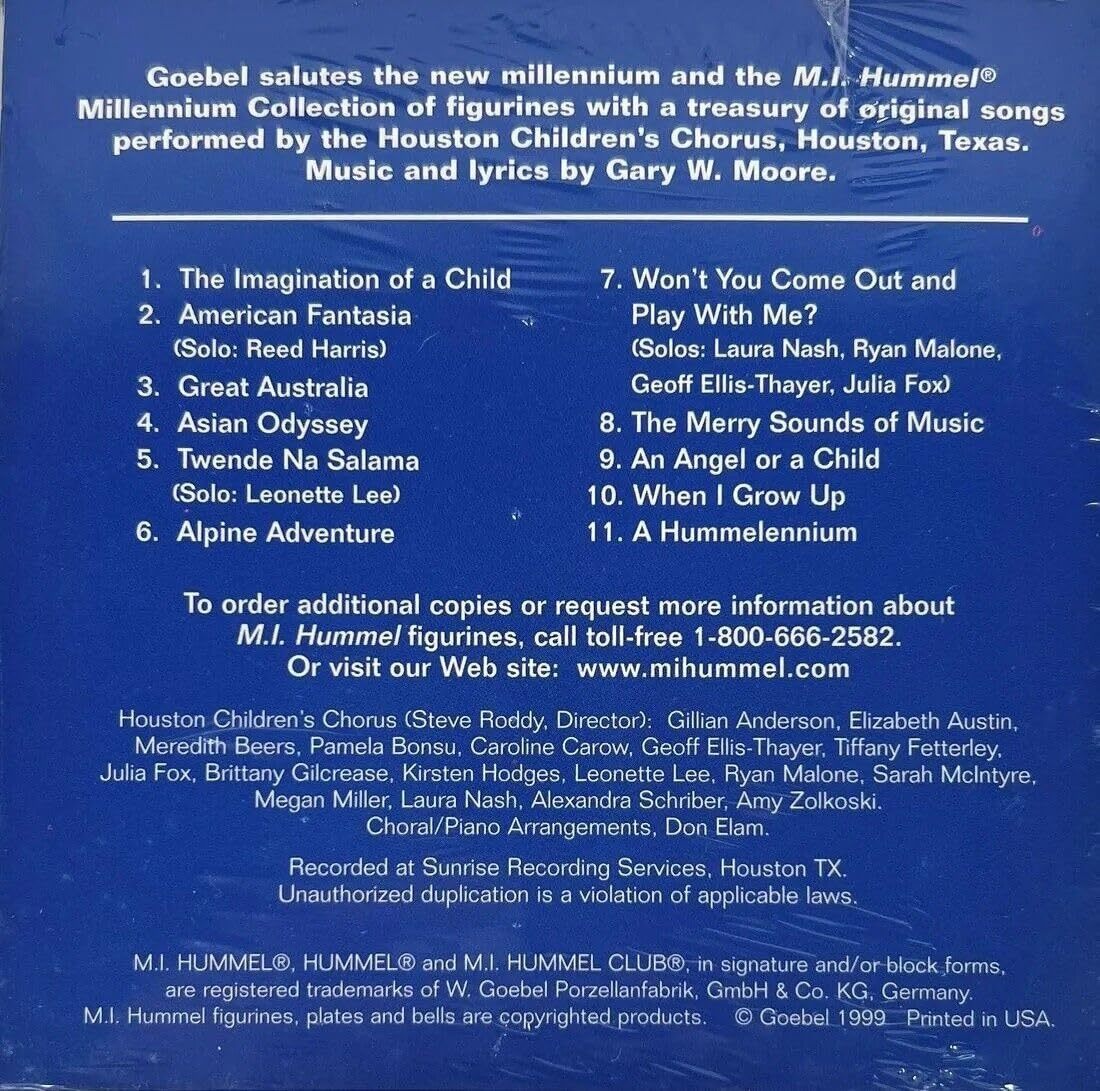 Goebel salutes the new millennium and the M.I. Hummel®
Millennium Collection of figurines with a treasury of original songs
performed by the Houston Children's Chorus, Houston, Texas.
Music and lyrics by Gary W. Moore.
1. The Imagination of a Child
2. American Fantasia
(Solo: Reed Harris)
3. Great Australia
4. Asian Odyssey
5. Twende Na Salama
(Solo: Leonette Lee)
6. Alpine Adventure
7. Won't You Come Out and
Play With Me?
(Solos: Laura Nash, Ryan Malone,
Geoff Ellis-Thayer, Julia Fox)
8. The Merry Sounds of Music
9. An Angel or a Child
10. When I Grow Up
11. A Hummelennium
To order additional copies or request more information about
M.I. Hummel figurines, call toll-free 1-800-666-2582.
Or visit our Web site: www.mihummel.com
Houston Children's Chorus (Steve Roddy, Director): Gillian Anderson, Elizabeth Austin,
Meredith Beers, Pamela Bonsu, Caroline Carow, Geoff Ellis-Thayer, Tiffany Fetterley,
Julia Fox, Brittany Gilcrease, Kirsten Hodges, Leonette Lee, Ryan Malone, Sarah McIntyre,
Megan Miller, Laura Nash, Alexandra Schriber, Amy Zolkoski.
Choral/Piano Arrangements, Don Elam.
Recorded at Sunrise Recording Services, Houston TX.
Unauthorized duplication is a violation of applicable laws.
M.I. HUMMEL®, HUMMEL® and M.I. HUMMEL CLUB®, in signature and/or block forms,
are registered trademarks of W. Goebel Porzellanfabrik, GmbH & Co. KG, Germany.
M.I. Hummel figurines, plates and bells are copyrighted products. © Goebel 1999 Printed in USA.